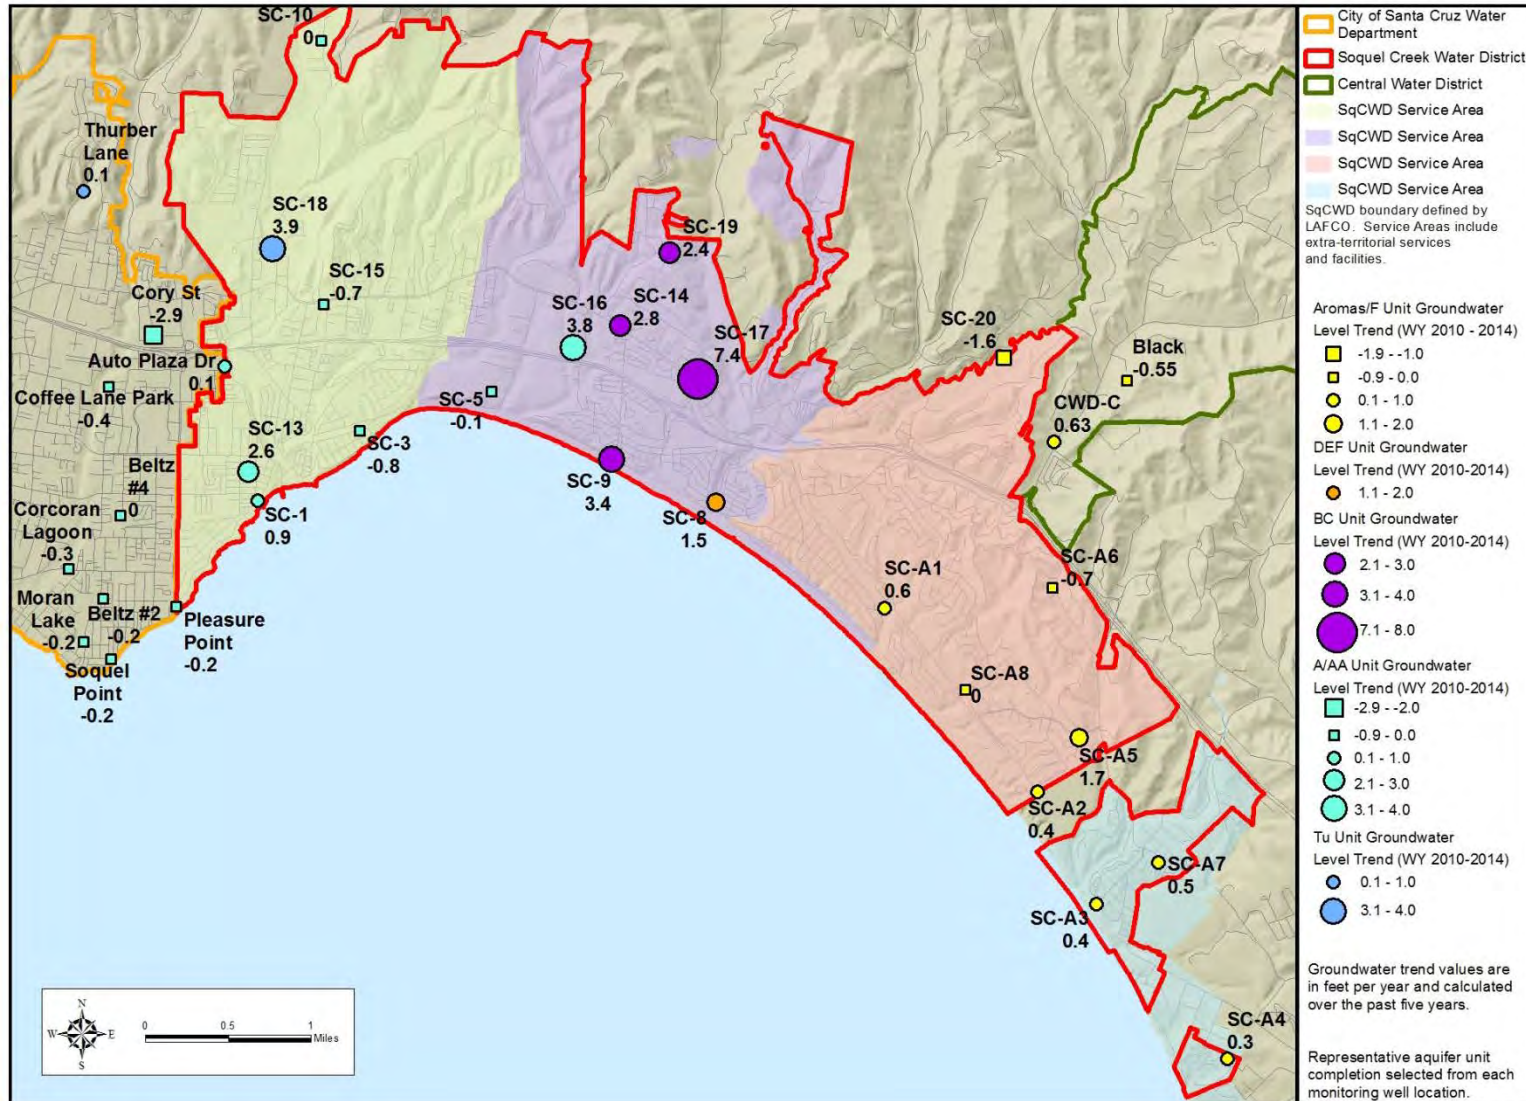 SC-10
0
Thurber
Lane
0.1
SC-18
3.9
SC-15
-0.7
Cory St
-2.9
Auto Plaza Dr
0.1
Coffee Lane Park
-0.4
SC-13
2.6
SC-3
-0.8
Beltz
#4
0
Corcoran
Lagoon
-0.3
SC-1
0.9
Moran
Lake
-0.2
Beltz #2
-0.2
Pleasure
Point
-0.2
Soquel
Point
-0.2
SC-19
2.4
SC-14
2.8
SC-16
3.8
SC-17
7.4
SC-5
-0.1
SC-9
3.4
SC-8
1.5
SC-20
-1.6
Black
-0.55
CWD-C
0.63
SC-A1
0.6
SC-A6
-0.7
SC-A8
0
SC-A5
1.7
SC-A2
0.4
SC-A7
0.5
SC-A3
0.4
SC-A4
0.3
N
W E
S
0 0.5 1
Miles
City of Santa Cruz Water
Department
Soquel Creek Water District
Central Water District
SqCWD Service Area
SqCWD Service Area
SqCWD Service Area
SqCWD Service Area
SqCWD boundary defined by
LAFCO. Service Areas include
extra-territorial services
and facilities.
Aromas/F Unit Groundwater
Level Trend (WY 2010 - 2014)
-1.9 - -1.0
-0.9 - 0.0
0.1 - 1.0
1.1 - 2.0
DEF Unit Groundwater
Level Trend (WY 2010-2014)
1.1 - 2.0
BC Unit Groundwater
Level Trend (WY 2010-2014)
2.1 - 3.0
3.1 - 4.0
7.1 - 8.0
A/AA Unit Groundwater
Level Trend (WY 2010-2014)
-2.9 - -2.0
-0.9 - 0.0
0.1 - 1.0
2.1 - 3.0
3.1 - 4.0
Tu Unit Groundwater
Level Trend (WY 2010-2014)
0.1 - 1.0
3.1 - 4.0
Groundwater trend values are
in feet per year and calculated
over the past five years.
Representative aquifer unit
completion selected from each
monitoring well location.